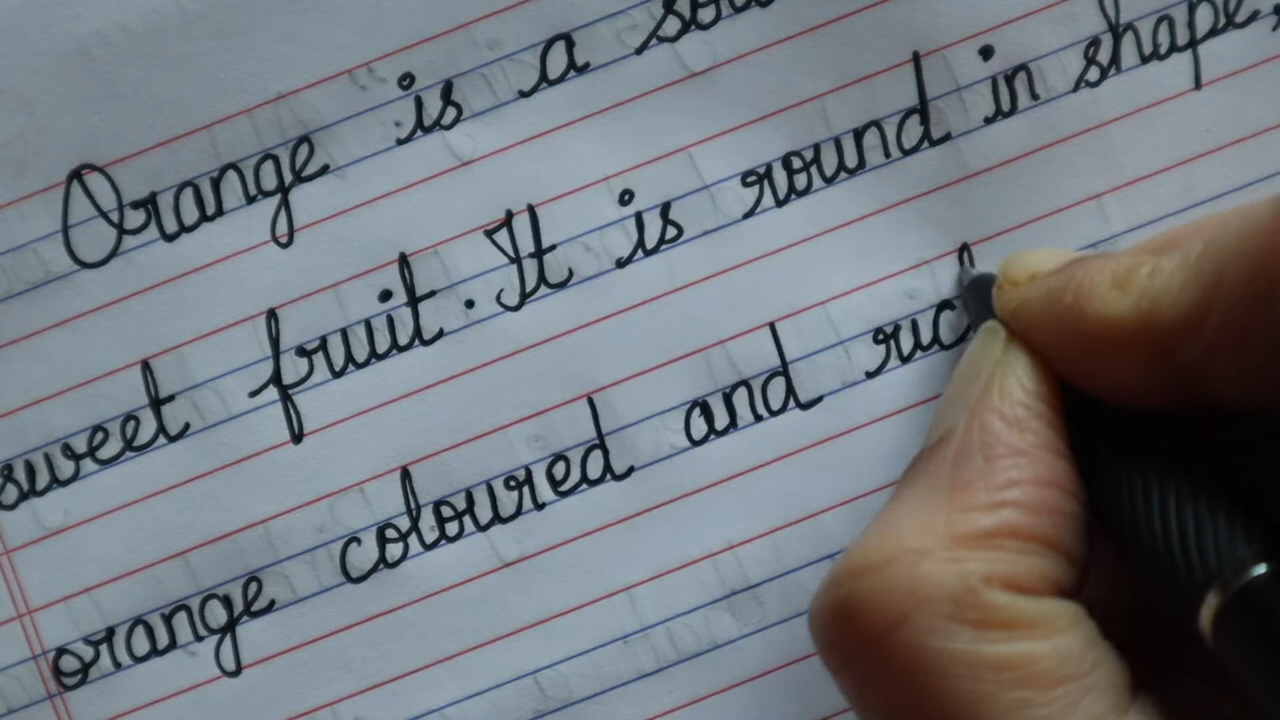 Orange is a
sweet fruit. It is round in shape,
orange coloured and